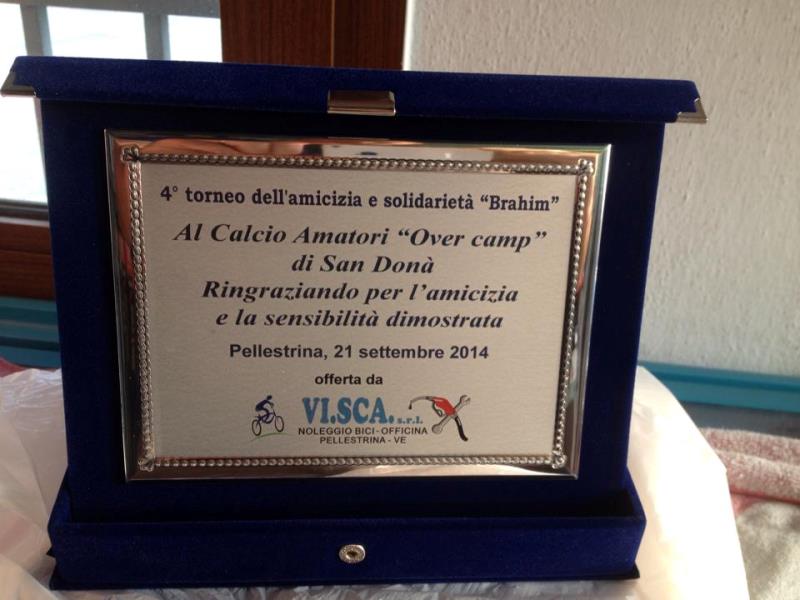 4° torneo dell'amicizia e solidarietà “Brahim”
Al Calcio Amatori “Over camp”
di San Donà
Ringraziando per l’amicizia
e la sensibilità dimostrata
Pellestrina, 21 settembre 2014
offerta da
VI.SCA. s.r.l.
NOLEGGIO BICI - OFFICINA
PELLESTRINA - VE